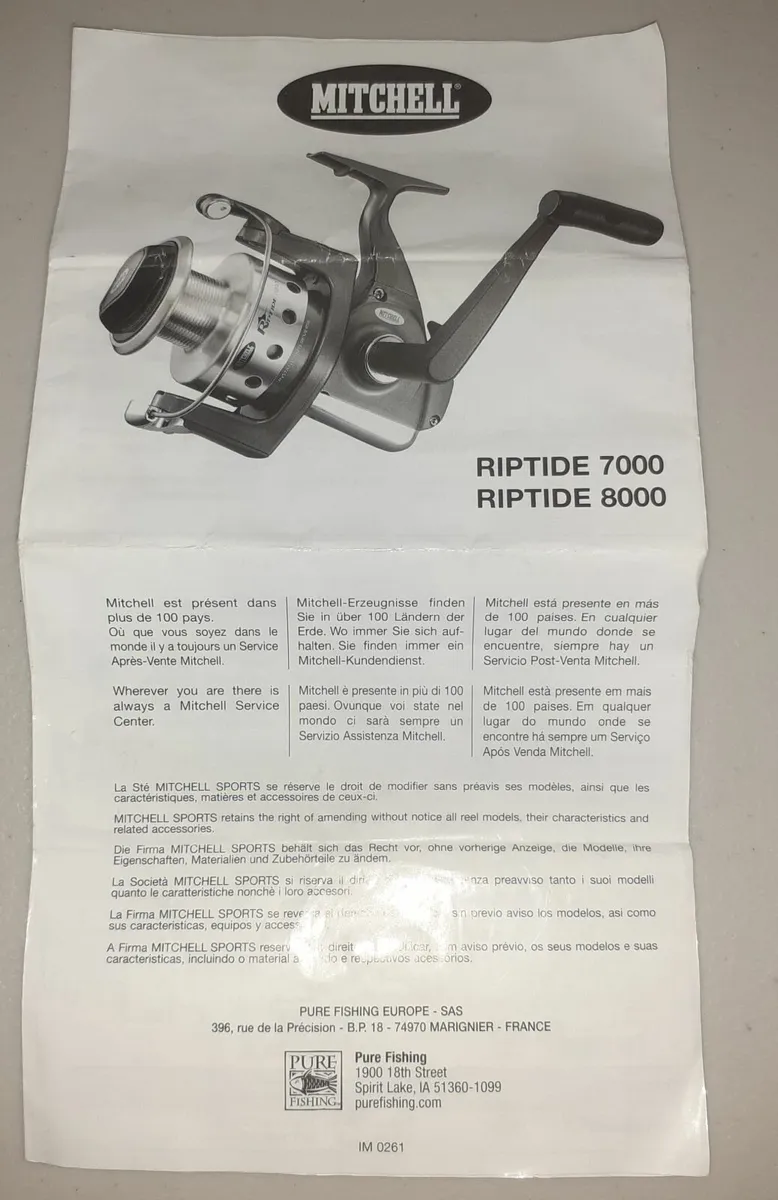 MITCHELL®
RIPTIDE
MITCHELL
RIPTIDE 7000
RIPTIDE 8000
Mitchell est présent dans
plus de 100 pays.
Où que vous soyez dans le
monde il y a toujours un Service
Après-Vente Mitchell.
Mitchell-Erzeugnisse finden
Sie in über 100 Ländern der
Erde. Wo immer Sie sich auf-
halten. Sie finden immer ein
Mitchell-Kundendienst.
Mitchell está presente en más
de 100 paises. En cualquier
lugar del mundo donde se
encuentre, siempre hay un
Servicio Post-Venta Mitchell.
Wherever you are there is
always a Mitchell Service
Center.
Mitchell è presente in più di 100
paesi. Ovunque voi state nel
mondo ci sarà sempre un
Servizio Assistenza Mitchell.
Mitchell està presente em mais
de 100 paises. Em qualquer
lugar do mundo onde se
encontre há sempre um Serviço
Após Venda Mitchell.
La Sté MITCHELL SPORTS se réserve le droit de modifier sans préavis ses modèles, ainsi que les
caractéristiques, matières et accessoires de ceux-ci.
MITCHELL SPORTS retains the right of amending without notice all reel models, their characteristics and
related accessories.
Die Firma MITCHELL SPORTS behält sich das Recht vor, ohne vorherige Anzeige, die Modelle, ihre
Eigenschaften, Materialien und Zubehörteile zu ändern.
La Società MITCHELL SPORTS si riserva il preavviso tanto i suoi modelli
quanto le caratteristiche nonchè i loro accesori.
La Firma MITCHELL SPORTS se el sin previo aviso los modelos, asi como
sus caracteristicas, equipos y
A Firma MITCHELL SPORTS aviso prévio, os seus modelos e suas
caracteristicas, incluindo o material e respectivos acesorios.
PURE FISHING EUROPE - SAS
396, rue de la Précision - B.P. 18 - 74970 MARIGNIER - FRANCE
PURE
FISHING
Pure Fishing
1900 18th Street
Spirit Lake, IA 51360-1099
purefishing.com
IM 0261